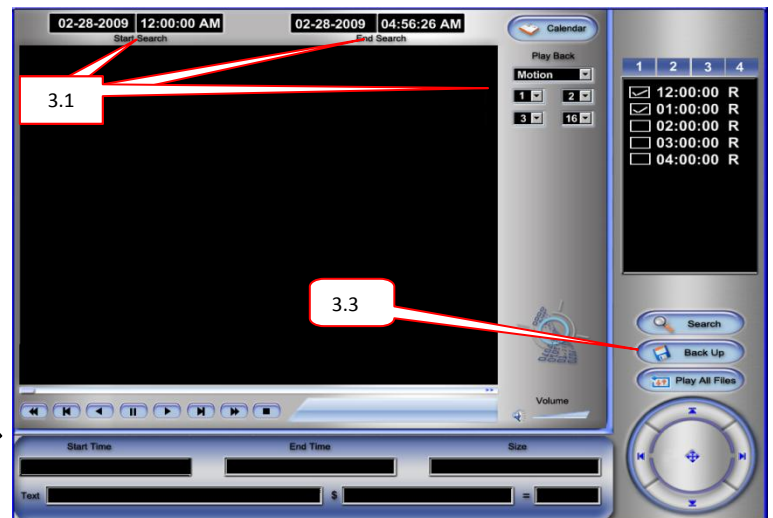 02-28-2009 12:00:00 AM
Start Search
02-28-2009 04:56:26 AM
End Search
Calendar
Play Back
Motion
1 2
3 16
3.1
1 2 3 4
12:00:00 R
01:00:00 R
02:00:00 R
03:00:00 R
04:00:00 R
3.3
Search
Back Up
Play All Files
Volume
Start Time End Time Size
Text $ =